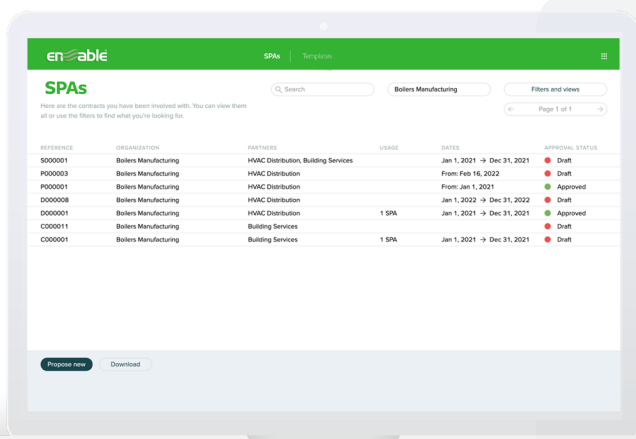 enable
SPAs Templates
SPAs
Search
Boilers Manufacturing
Filters and views
Here are the contracts you have been involved with. You can view them
all or use the filters to find what you're looking for.
← Page 1 of 1 →
REFERENCE ORGANIZATION PARTNERS USAGE DATES APPROVAL STATUS
S000001 Boilers Manufacturing HVAC Distribution, Building Services Jan 1, 2021 → Dec 31, 2021 Draft
P000003 Boilers Manufacturing HVAC Distribution From: Feb 16, 2022 Draft
P000001 Boilers Manufacturing HVAC Distribution From: Jan 1, 2021 Approved
D000008 Boilers Manufacturing HVAC Distribution Jan 1, 2022 → Dec 31, 2022 Draft
D000001 Boilers Manufacturing HVAC Distribution 1 SPA Jan 1, 2021 → Dec 31, 2021 Approved
C000011 Boilers Manufacturing Building Services Draft
C000001 Boilers Manufacturing Building Services 1 SPA Jan 1, 2021 → Dec 31, 2021 Draft
Propose new Download